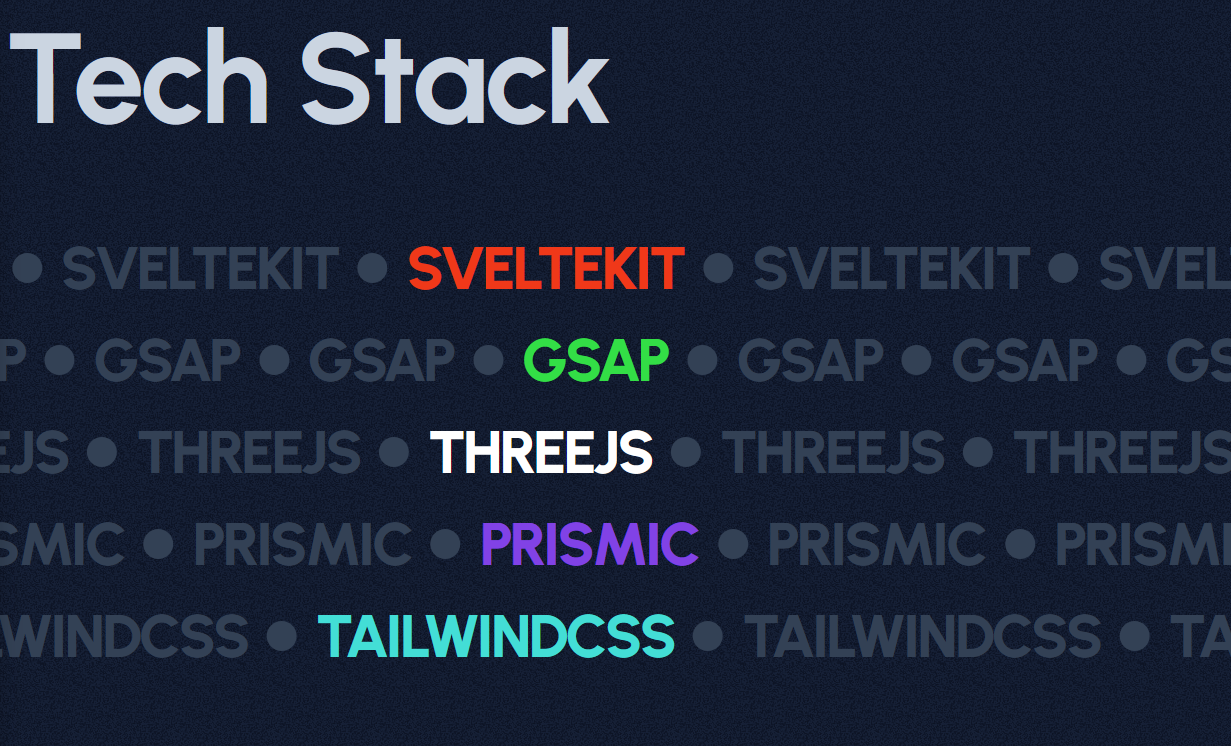 Tech Stack
SVELTEKIT ● SVELTEKIT ● SVELTEKIT ● SVEL
P ● GSAP ● GSAP ● GSAP ● GSAP ● GSAP ● GS
EJS ● THREEJS ● THREEJS ● THREEJS ● THREEJS
SMIC ● PRISMIC ● PRISMIC ● PRISMIC ● PRISMI
WINDCSS ● TAILWINDCSS ● TAILWINDCSS ● TA